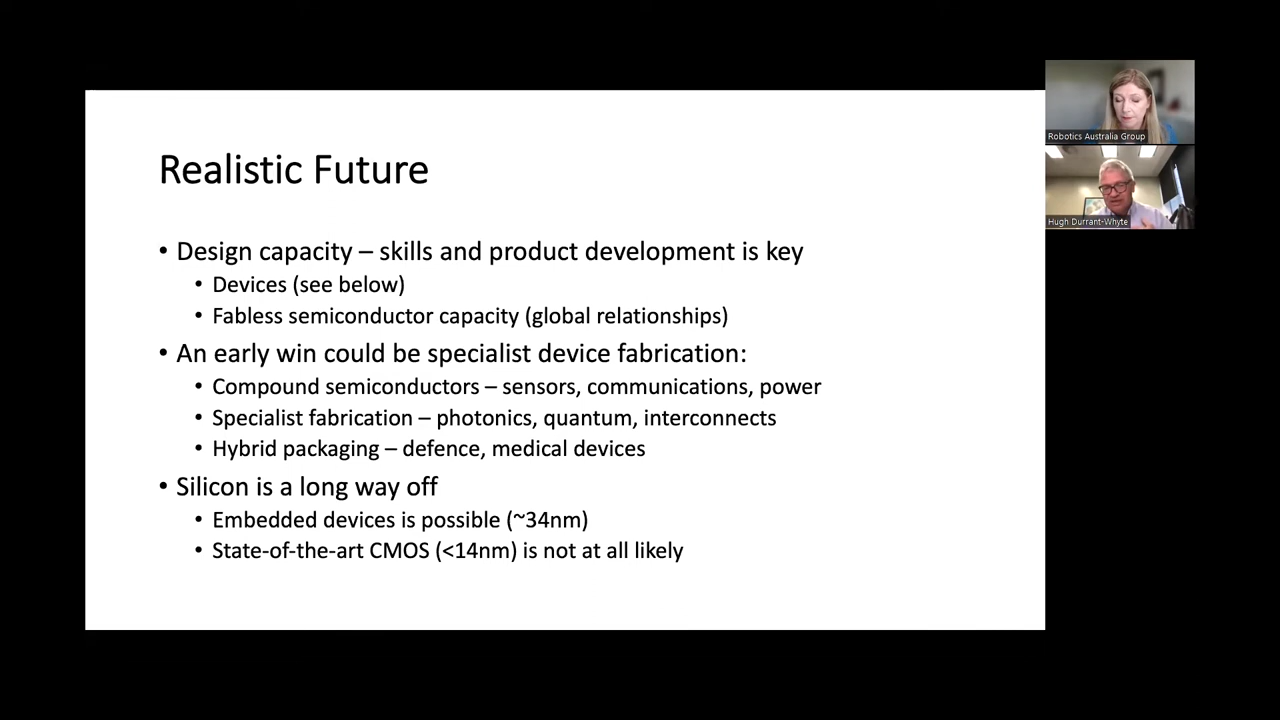 Realistic Future
• Design capacity – skills and product development is key
• Devices (see below)
• Fabless semiconductor capacity (global relationships)
• An early win could be specialist device fabrication:
• Compound semiconductors – sensors, communications, power
• Specialist fabrication – photonics, quantum, interconnects
• Hybrid packaging – defence, medical devices
• Silicon is a long way off
• Embedded devices is possible (~34nm)
• State-of-the-art CMOS (<14nm) is not at all likely
Robotics Australia Group
Hugh Durrant-Whyte